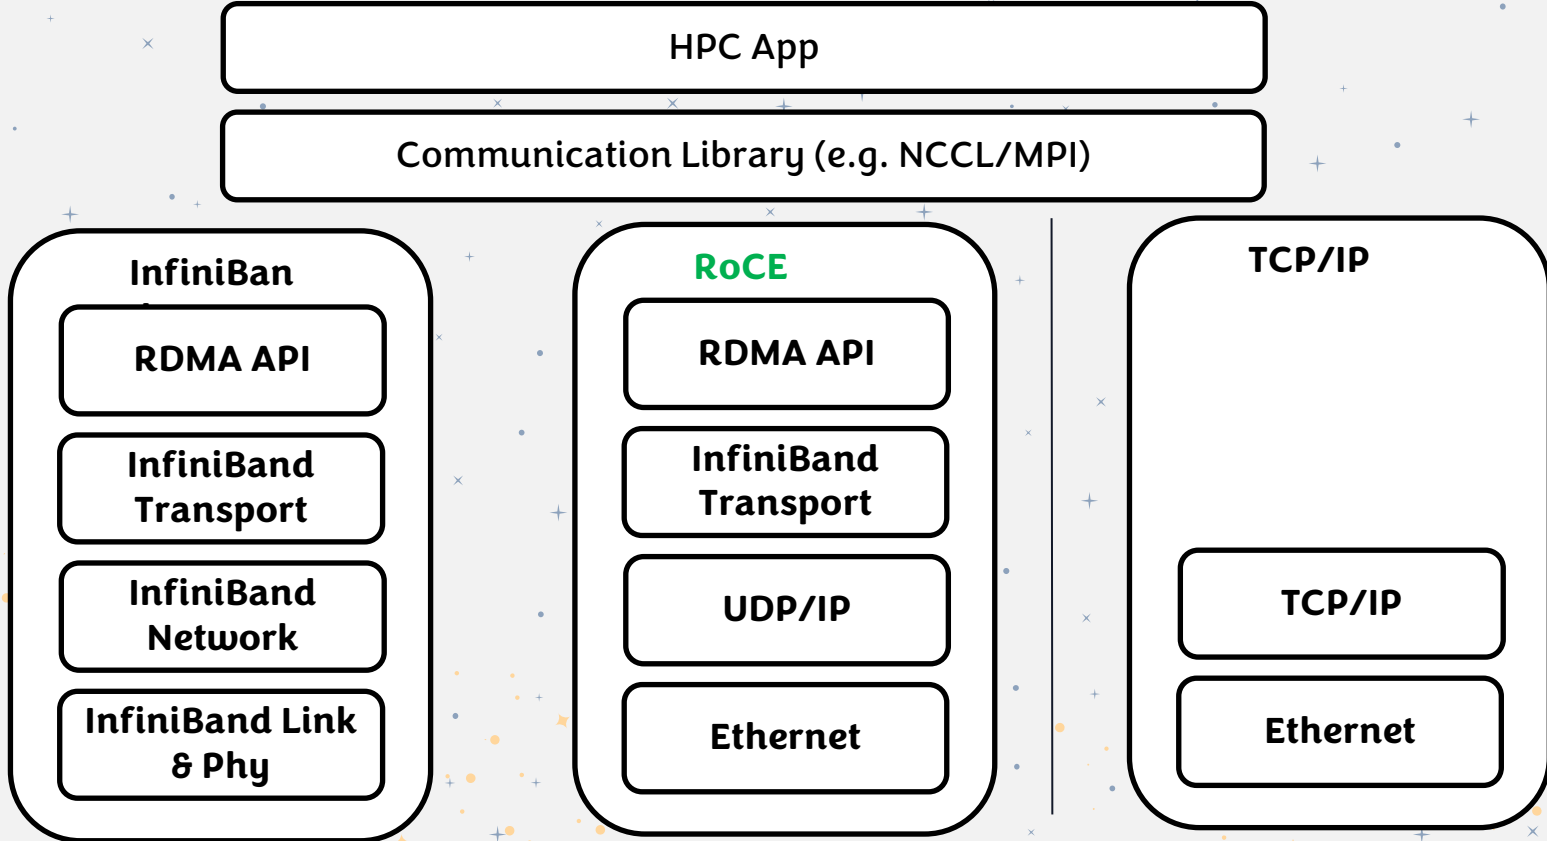 HPC App
Communication Library (e.g. NCCL/MPI)
InfiniBan
RDMA API
InfiniBand
Transport
InfiniBand
Network
InfiniBand Link
& Phy
RoCE
RDMA API
InfiniBand
Transport
UDP/IP
Ethernet
TCP/IP
TCP/IP
Ethernet